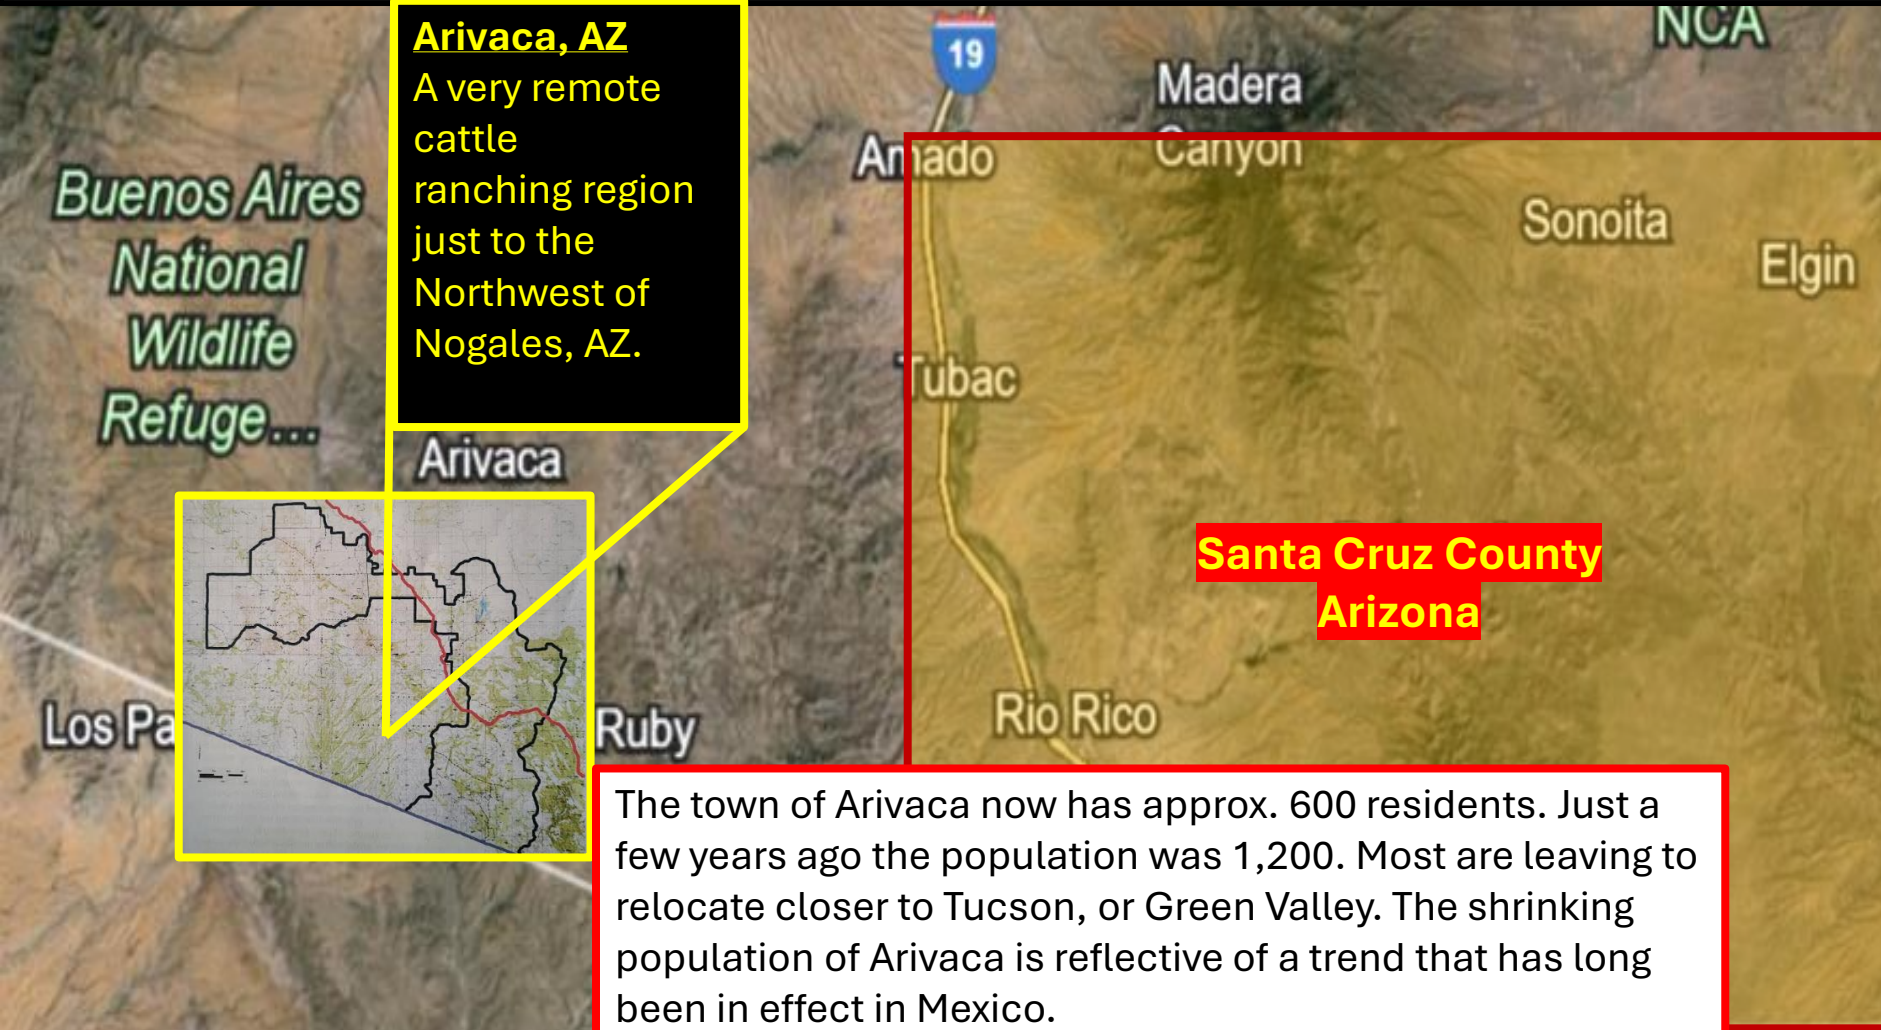 Arivaca, AZ
A very remote
cattle
ranching region
just to the
Northwest of
Nogales, AZ.
19
NCA
Madera
Canyon
Amado
Sonoita
Elgin
Buenos Aires
National
Wildlife
Refuge...
Tubac
Arivaca
Santa Cruz County
Arizona
Los Pa
Ruby
Rio Rico
The town of Arivaca now has approx. 600 residents. Just a
few years ago the population was 1,200. Most are leaving to
relocate closer to Tucson, or Green Valley. The shrinking
population of Arivaca is reflective of a trend that has long
been in effect in Mexico.